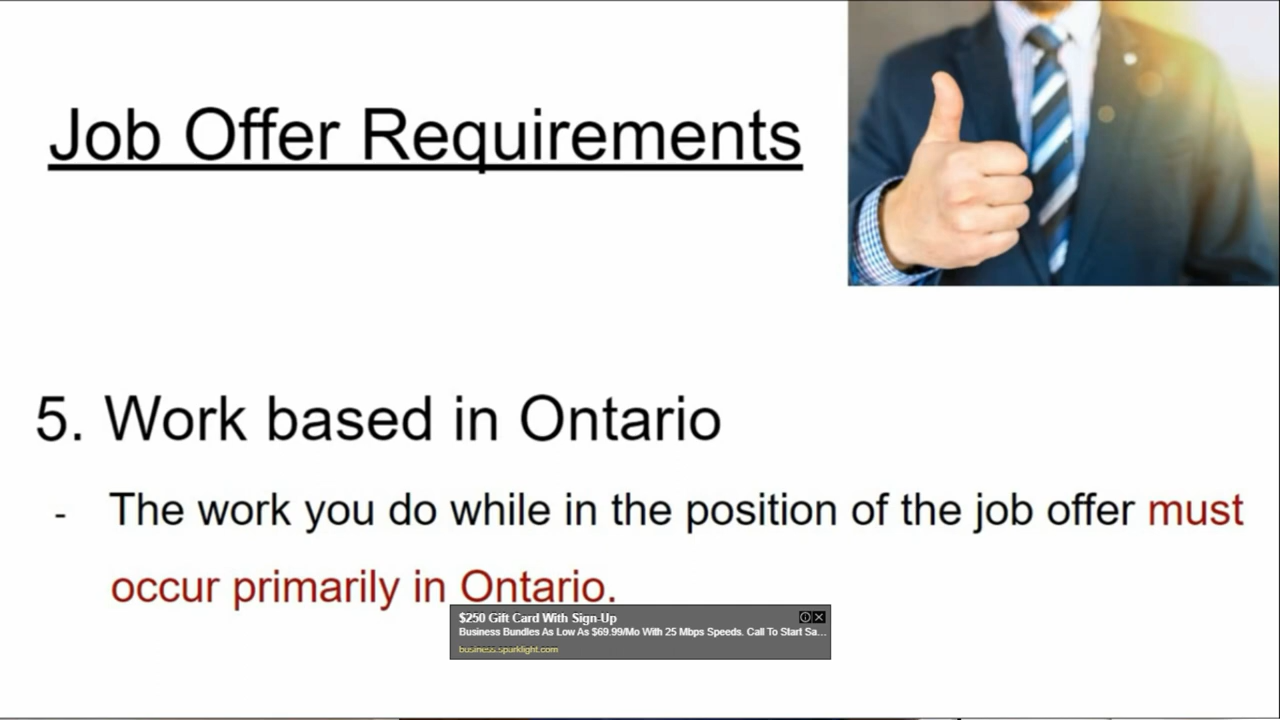 Job Offer Requirements
5. Work based in Ontario
- The work you do while in the position of the job offer must
occur primarily in Ontario.
$250 Gift Card With Sign-Up
Business Bundles As Low As $69.99/Mo With 25 Mbps Speeds. Call To Start Sa...
business.sparklight.com